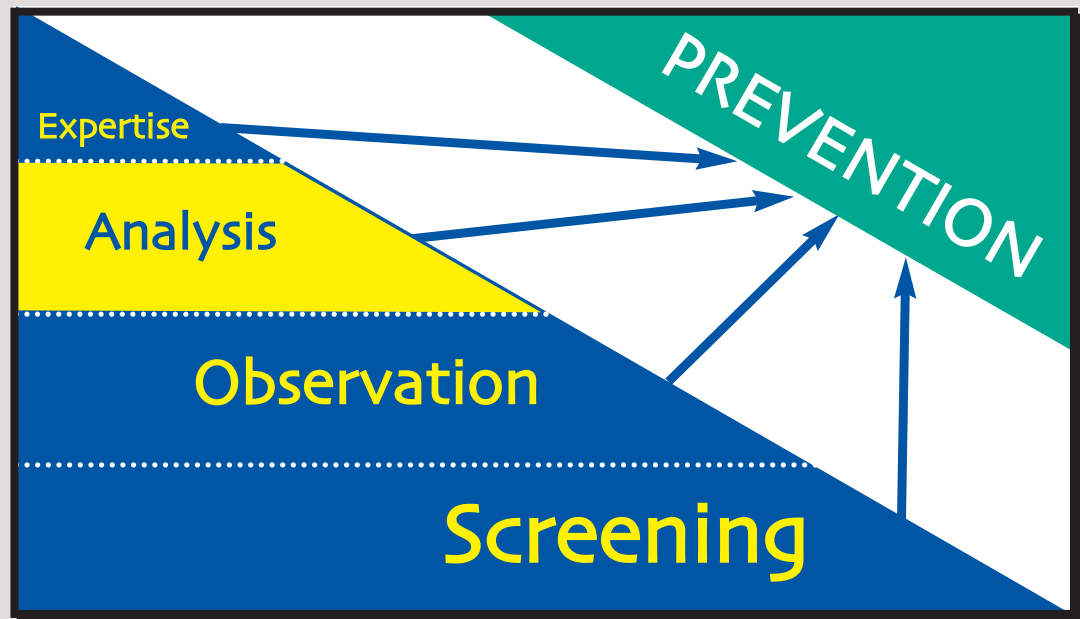 PREVENTION
Expertise
Analysis
Observation
Screening